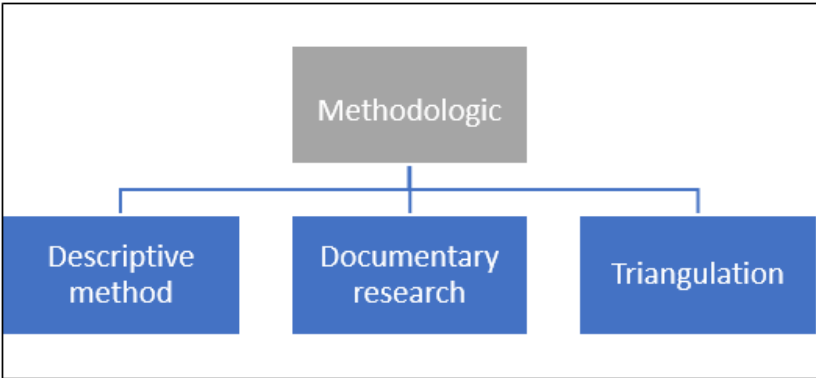 Methodologic
Descriptive
method
Documentary
research
Triangulation